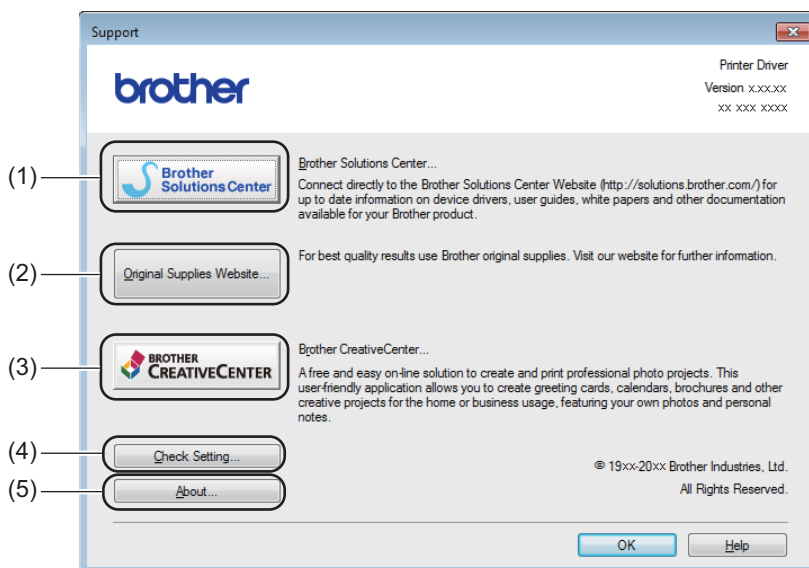 Support
brother
Printer Driver
Version x.xx.xx
xx xxx xxxx
(1)
Brother
Solutions Center
Brother Solutions Center...
Connect directly to the Brother Solutions Center Website (http://solutions.brother.com/) for
up to date information on device drivers, user guides, white papers and other documentation
available for your Brother product.
(2)
Original Supplies Website...
For best quality results use Brother original supplies. Visit our website for further information.
(3)
BROTHER
CREATIVECENTER
Brother CreativeCenter...
A free and easy on-line solution to create and print professional photo projects. This
user-friendly application allows you to create greeting cards, calendars, brochures and other
creative projects for the home or business usage, featuring your own photos and personal
notes.
(4)
Check Setting...
(5)
About...
© 19xx-20xx Brother Industries, Ltd.
All Rights Reserved.
OK
Help